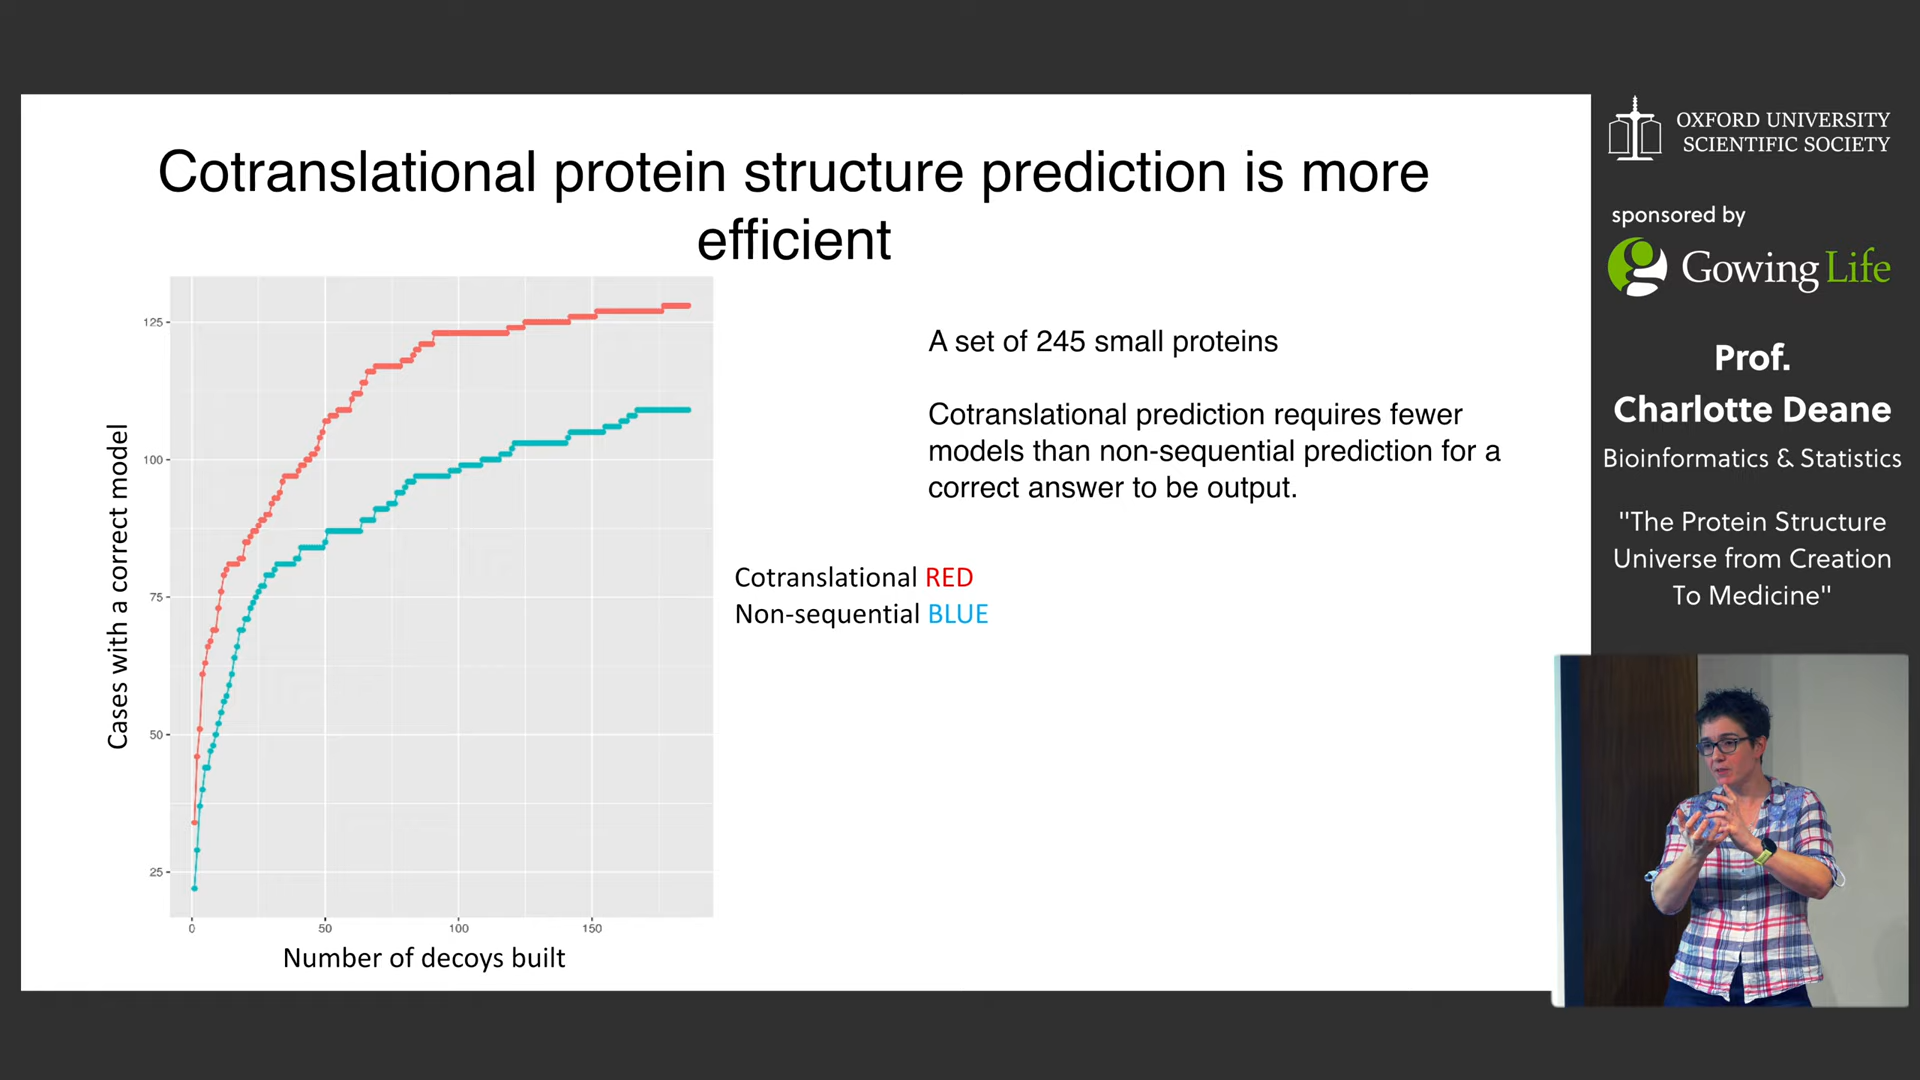 Cotranslational protein structure prediction is more
efficient
125
100
75
50
25
0
50
100
150
Cases with a correct model
Number of decoys built
A set of 245 small proteins
Cotranslational prediction requires fewer
models than non-sequential prediction for a
correct answer to be output.
Cotranslational RED
Non-sequential BLUE
OXFORD UNIVERSITY
SCIENTIFIC SOCIETY
sponsored by
Gowing Life
Prof.
Charlotte Deane
Bioinformatics & Statistics
"The Protein Structure
Universe from Creation
To Medicine"